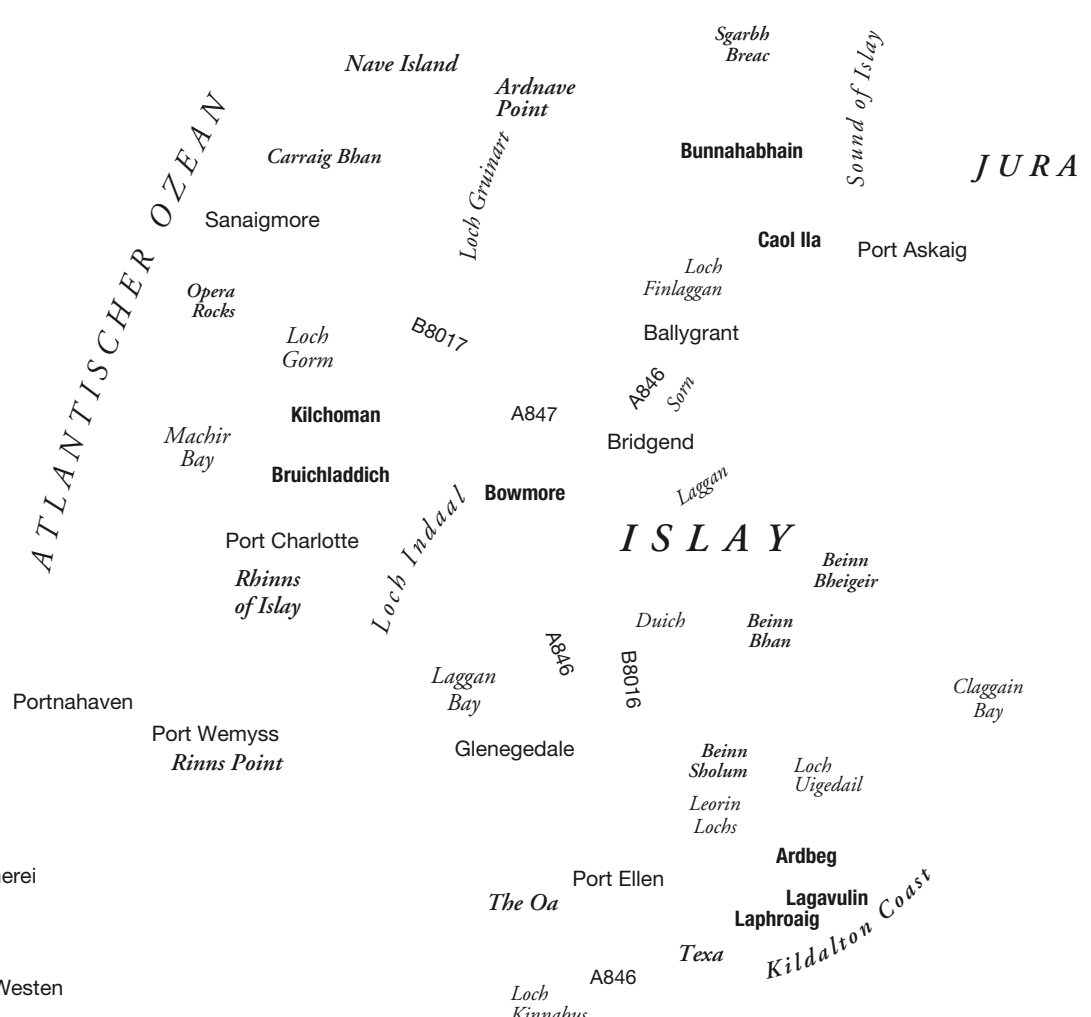 Sgarbh
Breac
Sound of Islay
Nave Island
Ardnave
Point
ATLANTISCHER OZEAN
Carraig Bhan
Loch Gruinart
Bunnahabhain
JURA
Sanaigmore
Caol Ila
Port Askaig
Loch
Finlaggan
Opera
Rocks
Loch
Gorm
B8017
Ballygrant
A846
Sorn
Kilchoman
A847
Machir
Bay
Bridgend
Bruichladdich
Bowmore
Laggan
Loch Indaal
Port Charlotte
ISLAY
Rhinns
of Islay
Beinn
Bheigeir
Duich
Beinn
Bhan
A846
B8016
Laggan
Bay
Claggain
Bay
Portnahaven
Port Wemyss
Rinns Point
Glenegedale
Beinn
Sholum
Loch
Uigedail
Leorin
Lochs
Ardbeg
erei
Port Ellen
The Oa
Lagavulin
Laphroaig
Kildalton Coast
Texa
A846
Westen
Loch
Kinnabus